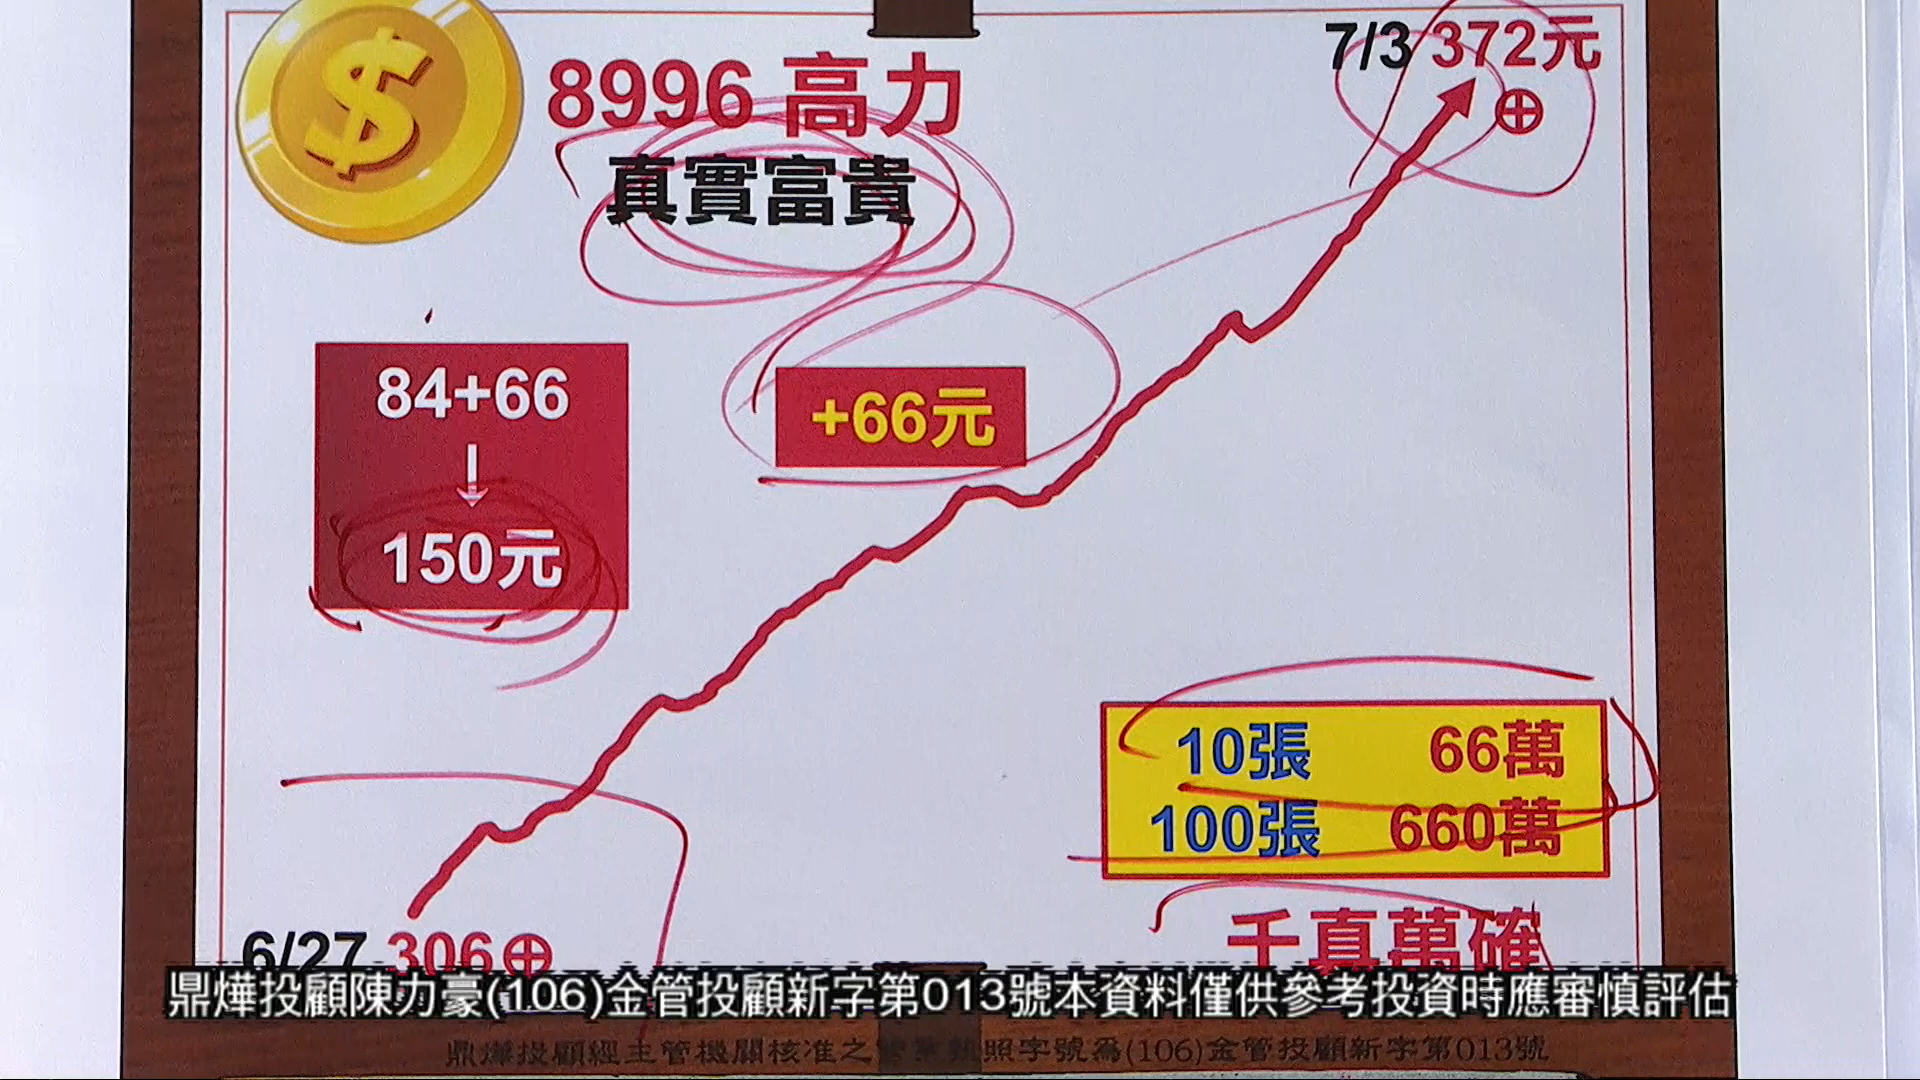 7/3 372元
8996 高力
真實富貴
84+66
150元
+66元
10張 66萬
100張 660萬
千真萬確
6/27 306
鼎燁投顧陳力豪(106)金管投顧新字第013號本資料僅供參考投資時應審慎評估
鼎燁投顧經主管機關核准之營業執照字號為(106)金管投顧新字第013號